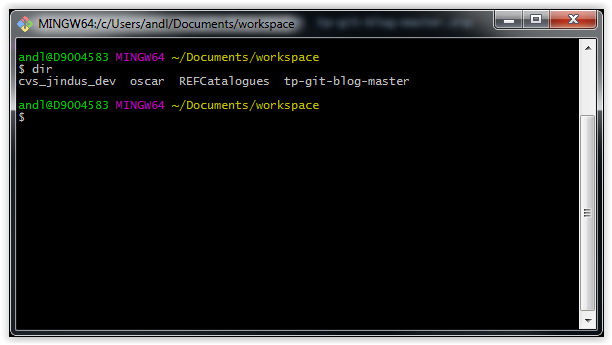 MINGW64:/c/Users/andl/Documents/workspace
andl@D9004583 MINGW64 ~/Documents/workspace
$ dir
cvs_jindus_dev  oscar  REFCatalogues  tp-git-blog-master
andl@D9004583 MINGW64 ~/Documents/workspace
$